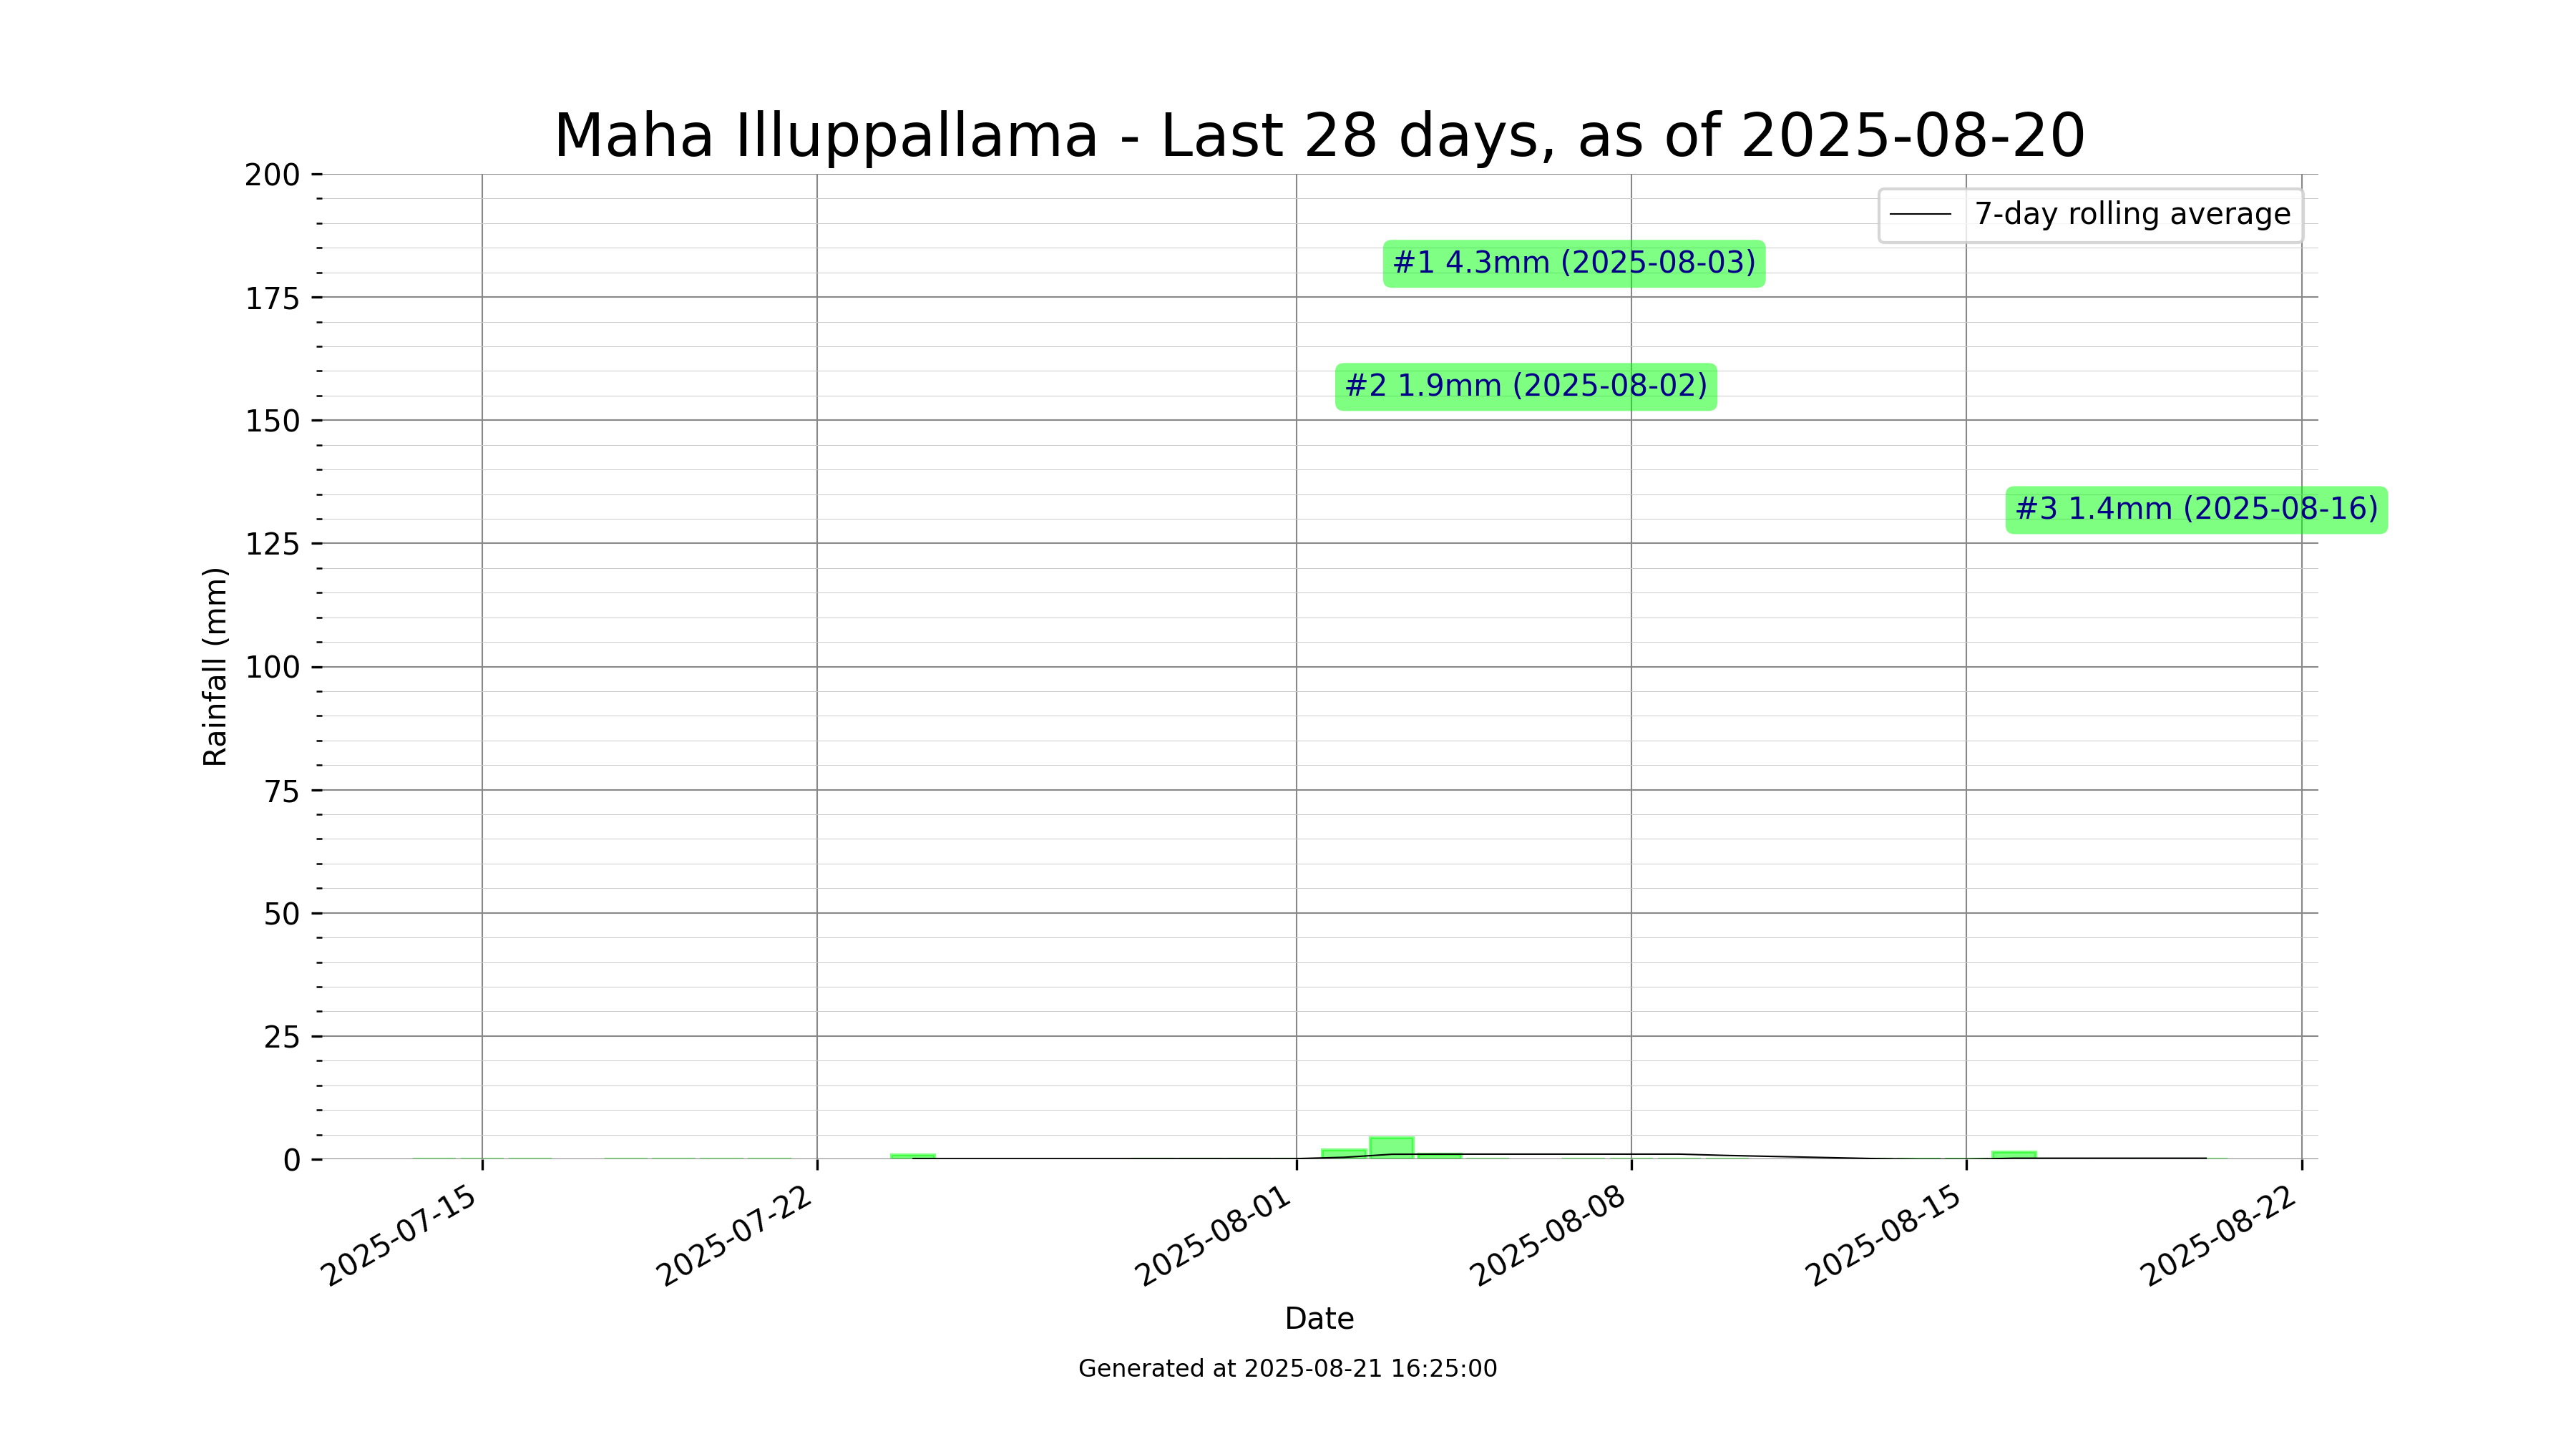 Maha Illuppallama - Last 28 days, as of 2025-08-20
200
175
150
125
100
75
50
25
0
Rainfall (mm)
7-day rolling average
#1 4.3mm (2025-08-03)
#2 1.9mm (2025-08-02)
#3 1.4mm (2025-08-16)
2025-07-15
2025-07-22
2025-08-01
2025-08-08
2025-08-15
2025-08-22
Date
Generated at 2025-08-21 16:25:00